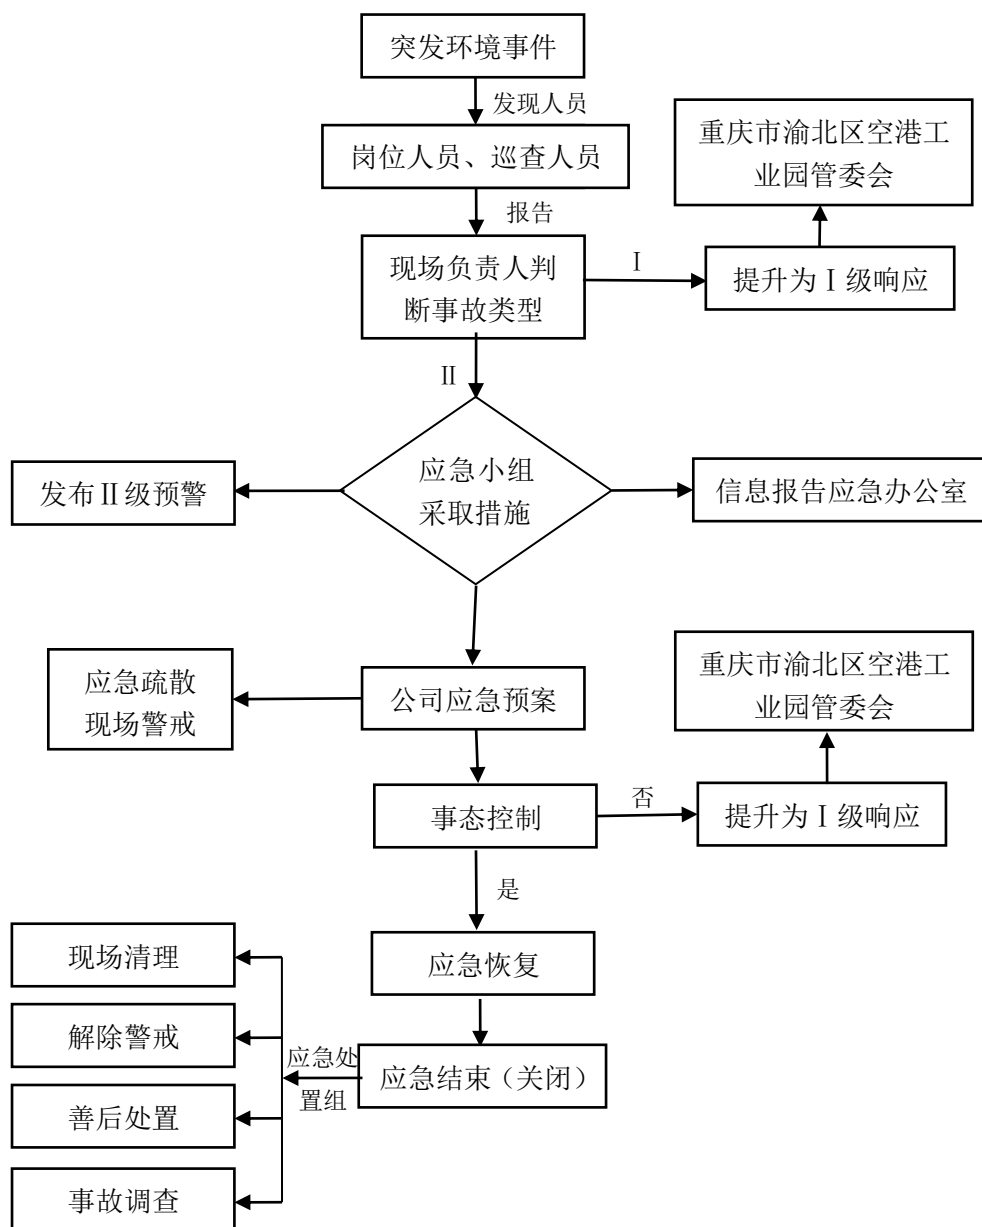 突发环境事件
发现人员
岗位人员、巡查人员
重庆市渝北区空港工
业园管委会
报告
现场负责人判
断事故类型
Ⅰ
提升为Ⅰ级响应
Ⅱ
应急小组
采取措施
发布Ⅱ级预警
信息报告应急办公室
应急疏散
现场警戒
公司应急预案
重庆市渝北区空港工
业园管委会
事态控制
否
提升为Ⅰ级响应
是
现场清理
应急恢复
解除警戒
应急处
置组
应急结束（关闭）
善后处置
事故调查